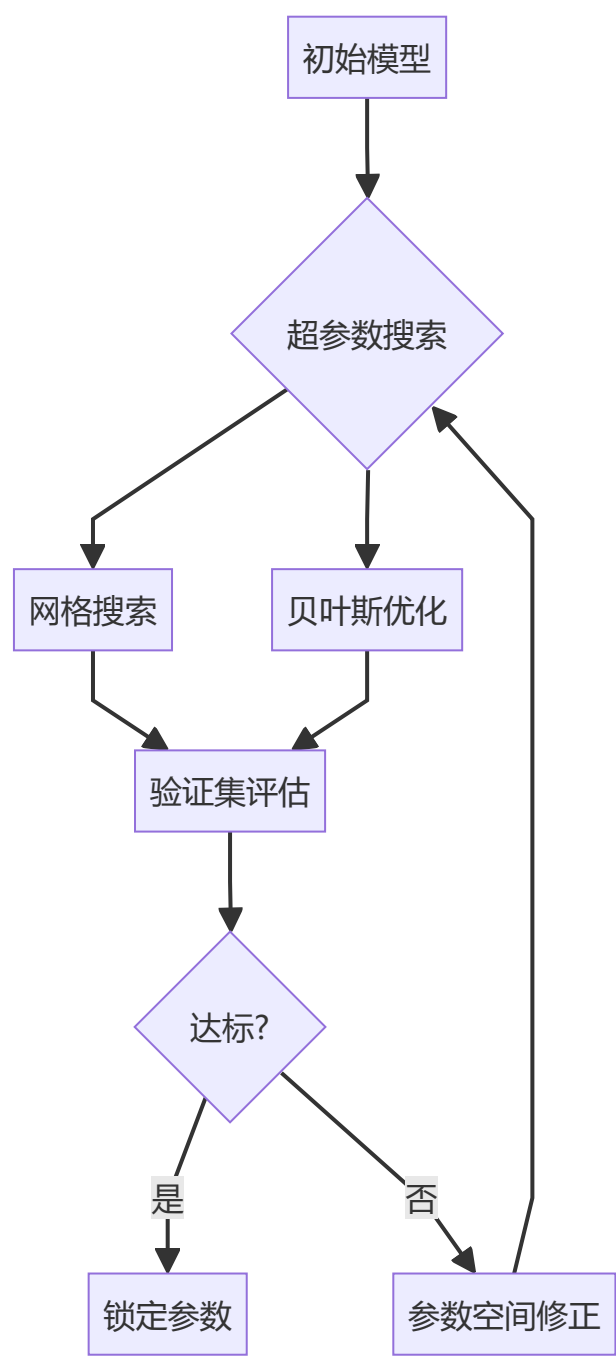 初始模型
超参数搜索
网格搜索
贝叶斯优化
验证集评估
达标?
是
否
锁定参数
参数空间修正